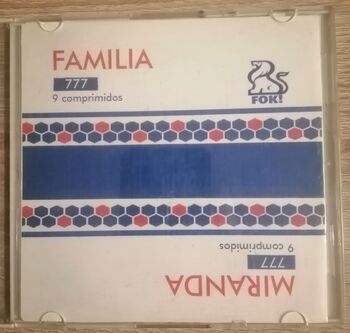 FAMILIA
777
9 comprimidos
FOK!
MIRANDA
777
9 comprimidos